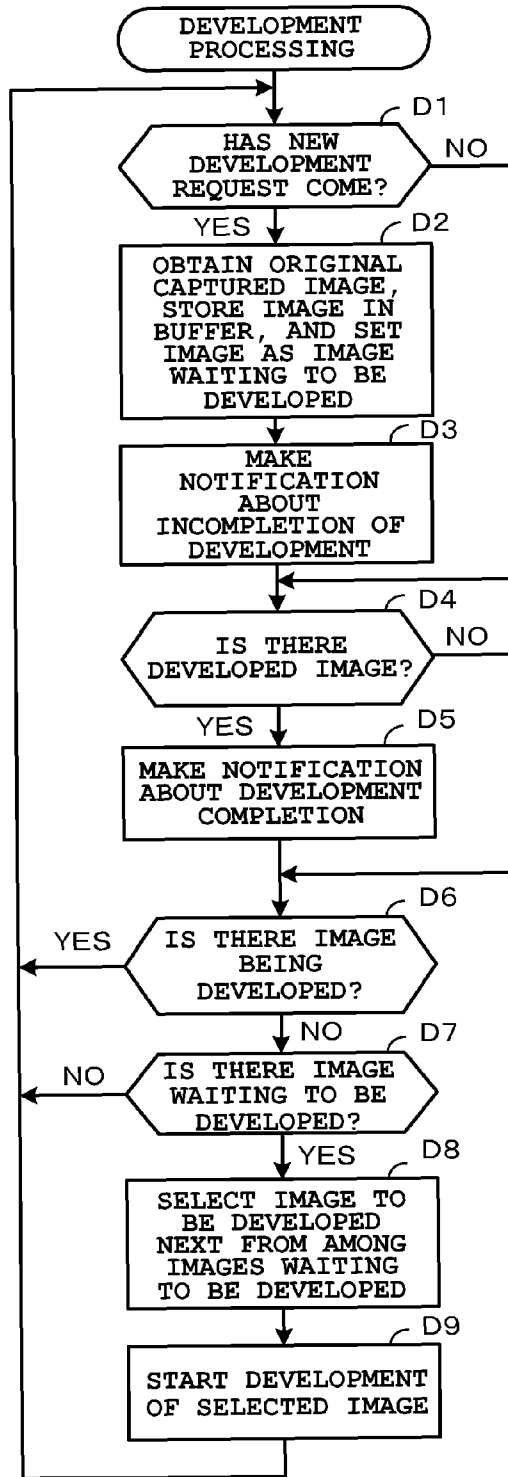 DEVELOPMENT
PROCESSING
D1
HAS NEW
DEVELOPMENT
REQUEST COME?
NO
YES
D2
OBTAIN ORIGINAL
CAPTURED IMAGE,
STORE IMAGE IN
BUFFER, AND SET
IMAGE AS IMAGE
WAITING TO BE
DEVELOPED
D3
MAKE
NOTIFICATION
ABOUT
INCOMPLETION OF
DEVELOPMENT
D4
IS THERE
DEVELOPED IMAGE?
NO
YES
D5
MAKE NOTIFICATION
ABOUT DEVELOPMENT
COMPLETION
D6
YES
IS THERE IMAGE
BEING
DEVELOPED?
NO
D7
NO
IS THERE IMAGE
WAITING TO BE
DEVELOPED?
YES
D8
SELECT IMAGE TO
BE DEVELOPED
NEXT FROM AMONG
IMAGES WAITING
TO BE DEVELOPED
D9
START DEVELOPMENT
OF SELECTED IMAGE